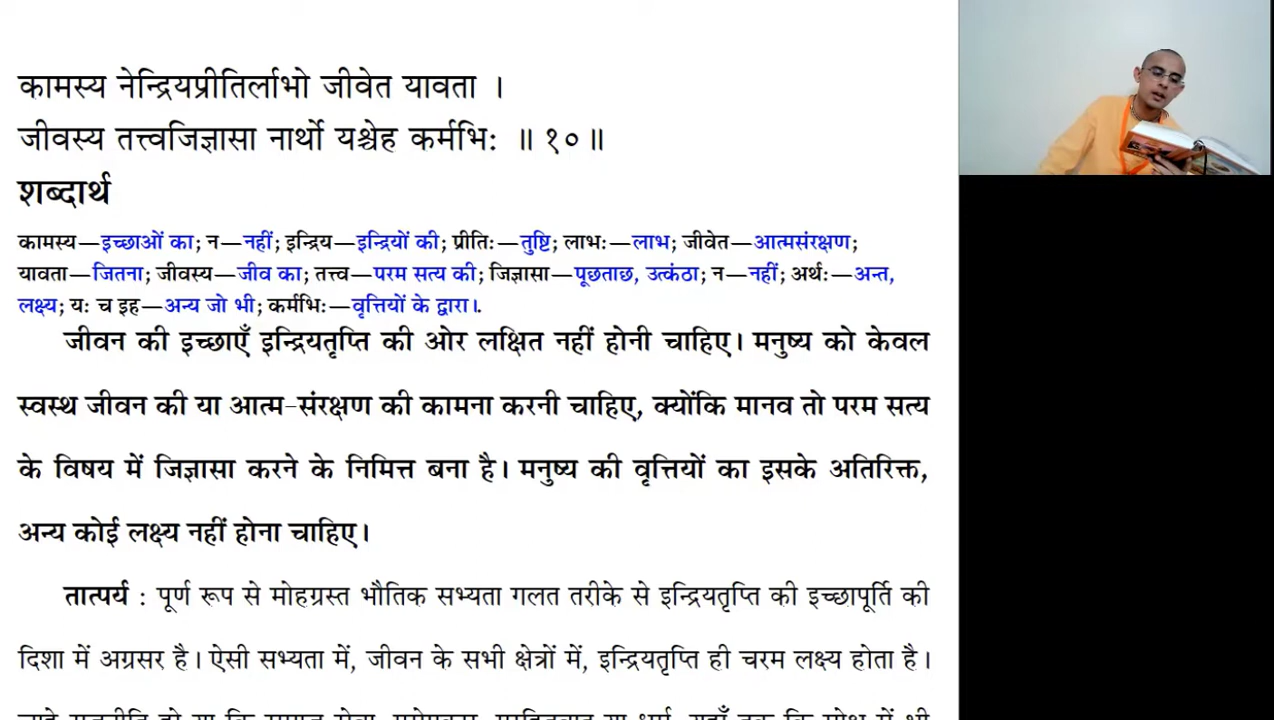 कामस्य नेन्द्रियप्रीतिर्लाभो जीवेत यावता ।
जीवस्य तत्त्वजिज्ञासा नार्थो यश्चेह कर्मभिः ॥ १० ॥
शब्दार्थ
कामस्य—इच्छाओं का; न—नहीं; इन्द्रिय—इन्द्रियों की; प्रीतिः—तुष्टि; लाभः—लाभ; जीवेत—आत्मसंरक्षण;
यावता—जितना; जीवस्य—जीव का; तत्त्व—परम सत्य की; जिज्ञासा—पूछताछ, उत्कंठा; न—नहीं; अर्थः—अन्त,
लक्ष्य; यः च इह—अन्य जो भी; कर्मभिः—वृत्तियों के द्वारा।.
जीवन की इच्छाएँ इन्द्रियतृप्ति की ओर लक्षित नहीं होनी चाहिए। मनुष्य को केवल
स्वस्थ जीवन की या आत्म-संरक्षण की कामना करनी चाहिए, क्योंकि मानव तो परम सत्य
के विषय में जिज्ञासा करने के निमित्त बना है। मनुष्य की वृत्तियों का इसके अतिरिक्त,
अन्य कोई लक्ष्य नहीं होना चाहिए।
तात्पर्य : पूर्ण रूप से मोहग्रस्त भौतिक सभ्यता गलत तरीके से इन्द्रियतृप्ति की इच्छापूर्ति की
दिशा में अग्रसर है। ऐसी सभ्यता में, जीवन के सभी क्षेत्रों में, इन्द्रियतृप्ति ही चरम लक्ष्य होता है।